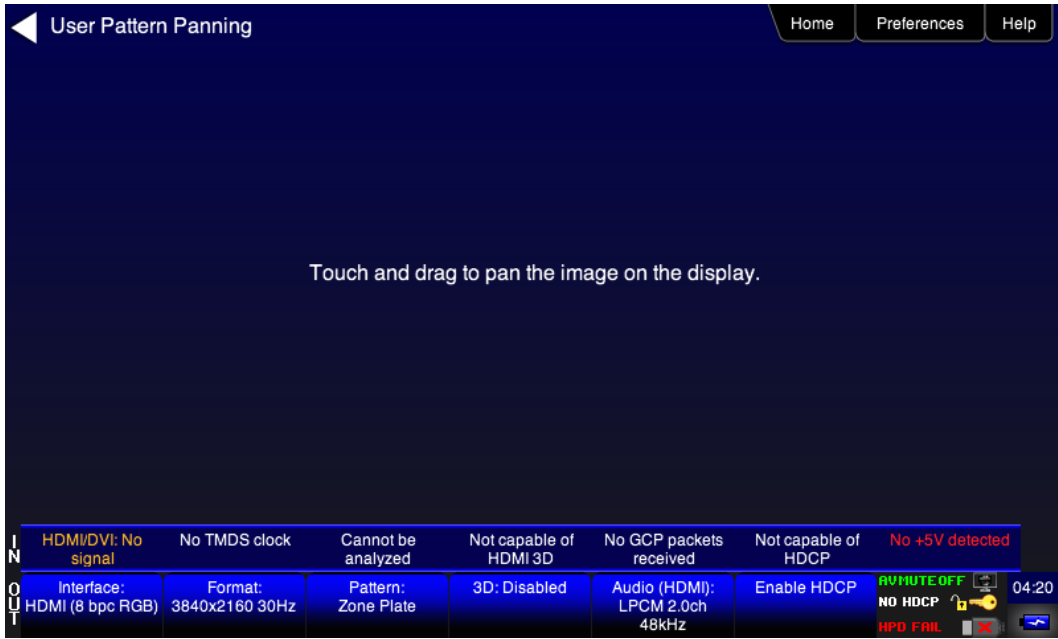 User Pattern Panning
Home
Preferences
Help
Touch and drag to pan the image on the display.
IN
HDMI/DVI: No
signal
No TMDS clock
Cannot be
analyzed
Not capable of
HDMI 3D
No GCP packets
received
Not capable of
HDCP
No +5V detected
OUT
Interface:
HDMI (8 bpc RGB)
Format:
3840x2160 30Hz
Pattern:
Zone Plate
3D: Disabled
Audio (HDMI):
LPCM 2.0ch
48kHz
Enable HDCP
AVMUTE OFF
NO HDCP
HPD FAIL
04:20